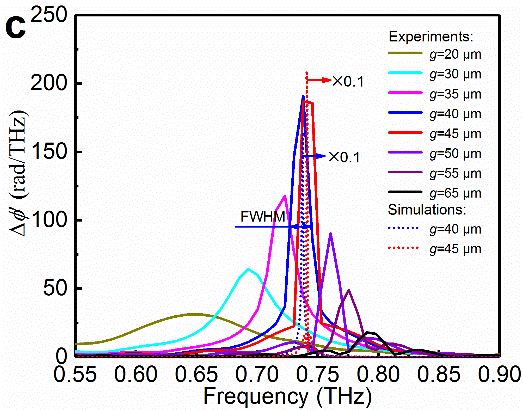 c
250
200
150
100
50
0
Δϕ′ (rad/THz)
0.55
0.60
0.65
0.70
0.75
0.80
0.85
0.90
Frequency (THz)
×0.1
×0.1
FWHM
Experiments:
g=20 μm
g=30 μm
g=35 μm
g=40 μm
g=45 μm
g=50 μm
g=55 μm
g=65 μm
Simulations:
g=40 μm
g=45 μm